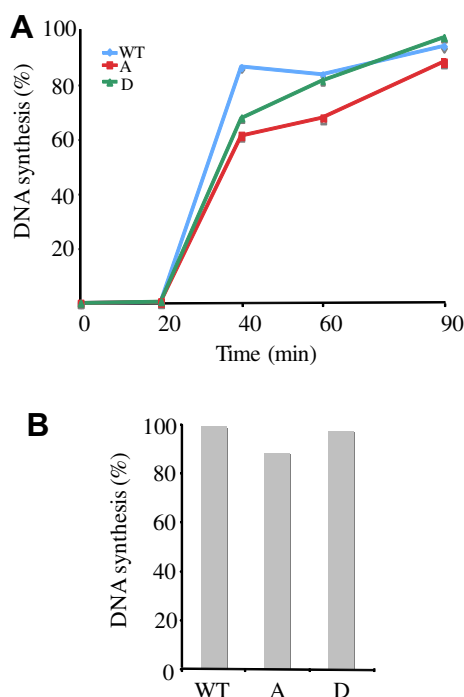 A
DNA synthesis (%)
100
80
60
40
20
WT
A
D
0 20 40 60 90
Time (min)
B
DNA synthesis (%)
100
80
60
40
20
0
WT A D